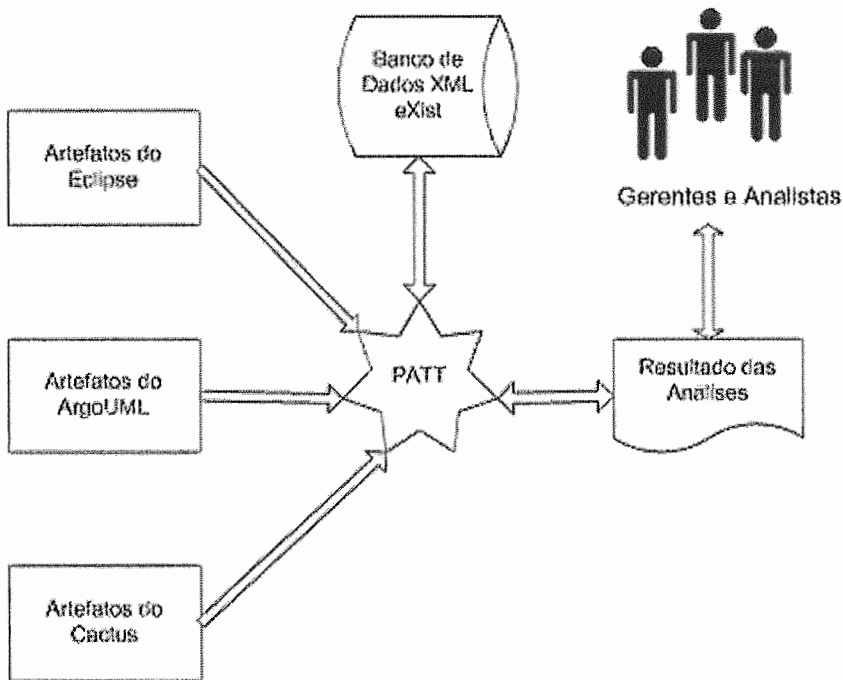 Banco de
Dados XML
eXist
Artefatos do
Eclipse
Gerentes e Analistas
Artefatos do
ArgoUML
PATT
Resultado das
Análises
Artefatos do
Cactus